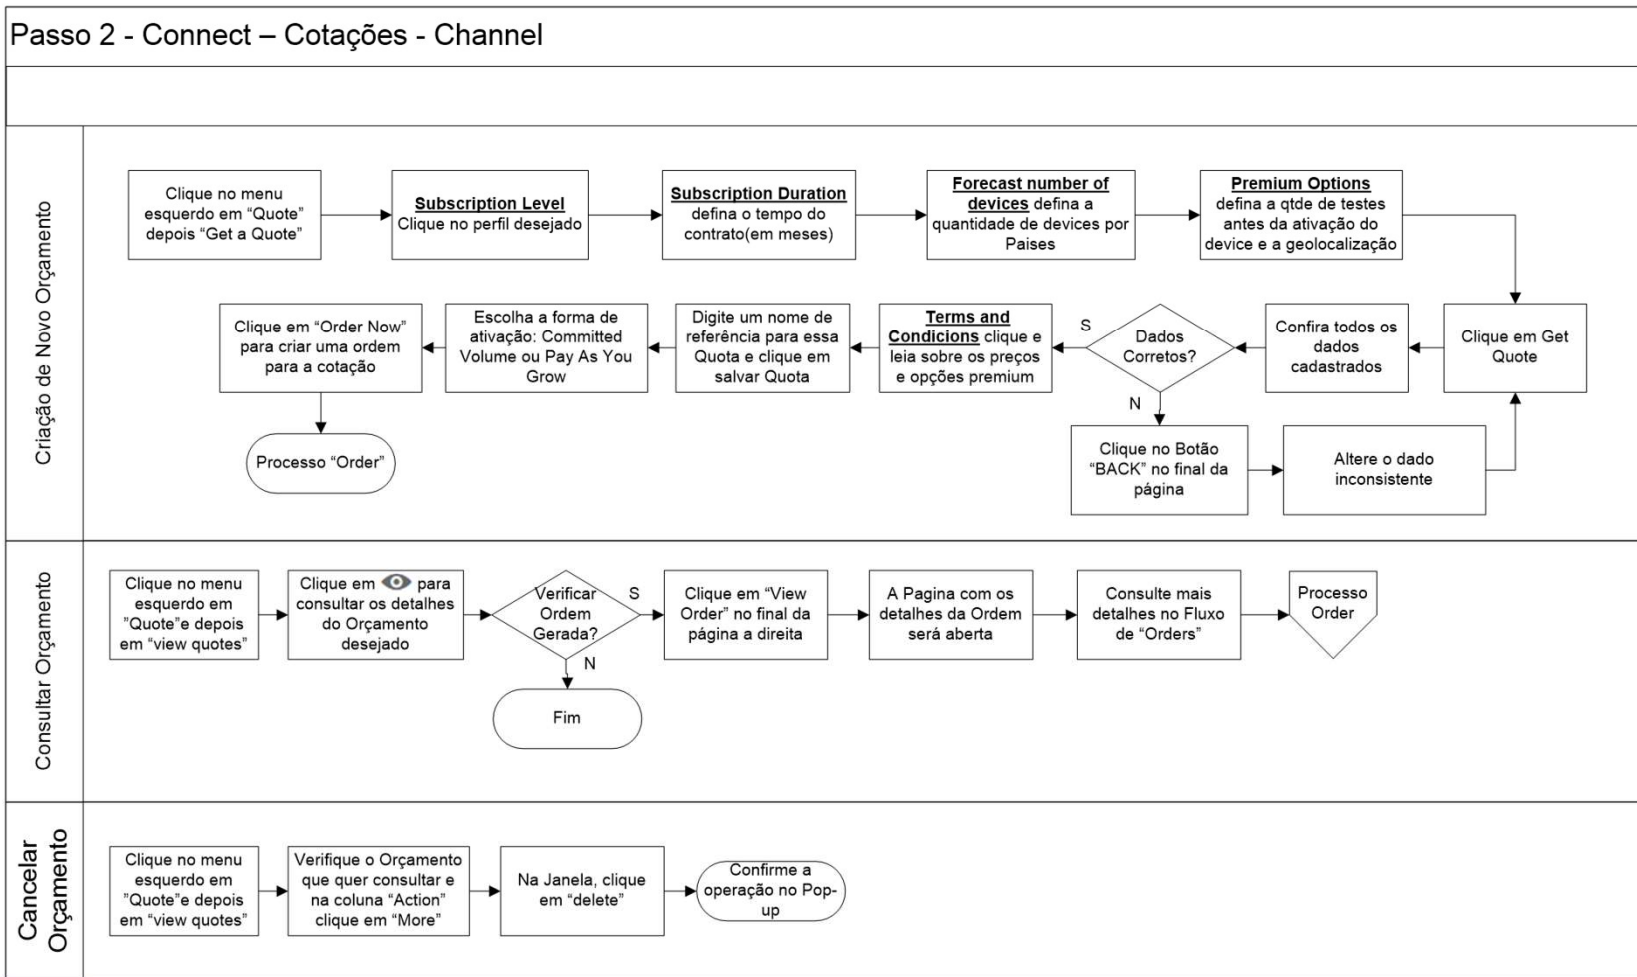 Passo 2 - Connect – Cotações - Channel
Criação de Novo Orçamento
Clique no menu
esquerdo em “Quote”
depois “Get a Quote”
Subscription Level
Clique no perfil desejado
Subscription Duration
defina o tempo do
contrato(em meses)
Forecast number of
devices defina a
quantidade de devices por
Paises
Premium Options
defina a qtde de testes
antes da ativação do
device e a geolocalização
Clique em Get
Quote
Confira todos os
dados
cadastrados
Dados
Corretos?
S
N
Terms and
Condicions clique e
leia sobre os preços
e opções premium
Digite um nome de
referência para essa
Quota e clique em
salvar Quota
Escolha a forma de
ativação: Committed
Volume ou Pay As You
Grow
Clique em “Order Now”
para criar uma ordem
para a cotação
Processo “Order”
Clique no Botão
“BACK” no final da
página
Altere o dado
inconsistente
Consultar Orçamento
Clique no menu
esquerdo em
”Quote”e depois
em “view quotes”
Clique em para
consultar os detalhes
do Orçamento
desejado
Verificar
Ordem
Gerada?
S
N
Fim
Clique em “View
Order” no final da
página a direita
A Pagina com os
detalhes da Ordem
será aberta
Consulte mais
detalhes no Fluxo
de “Orders”
Processo
Order
Cancelar
Orçamento
Clique no menu
esquerdo em
”Quote”e depois
em “view quotes”
Verifique o Orçamento
que quer consultar e
na coluna “Action”
clique em “More”
Na Janela, clique
em “delete”
Confirme a
operação no Pop-
up